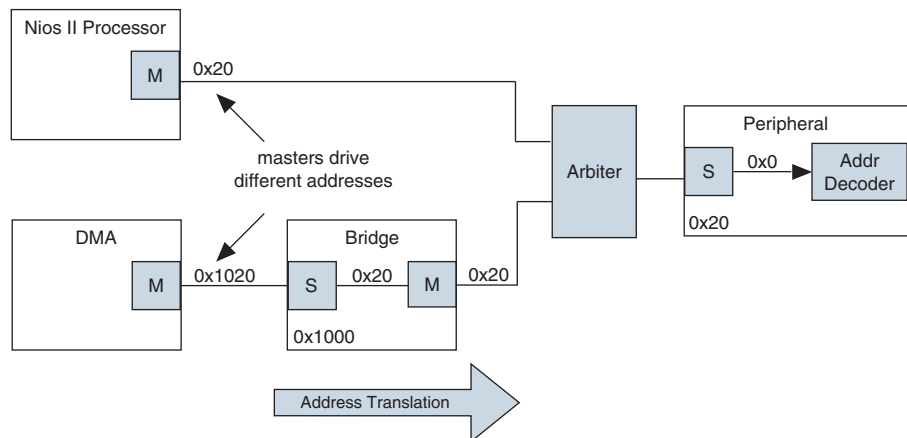 Nios II Processor
M
0x20
masters drive
different addresses
Arbiter
Peripheral
S
0x0
Addr
Decoder
0x20
DMA
M
0x1020
Bridge
S
0x20
M
0x20
0x1000
Address Translation